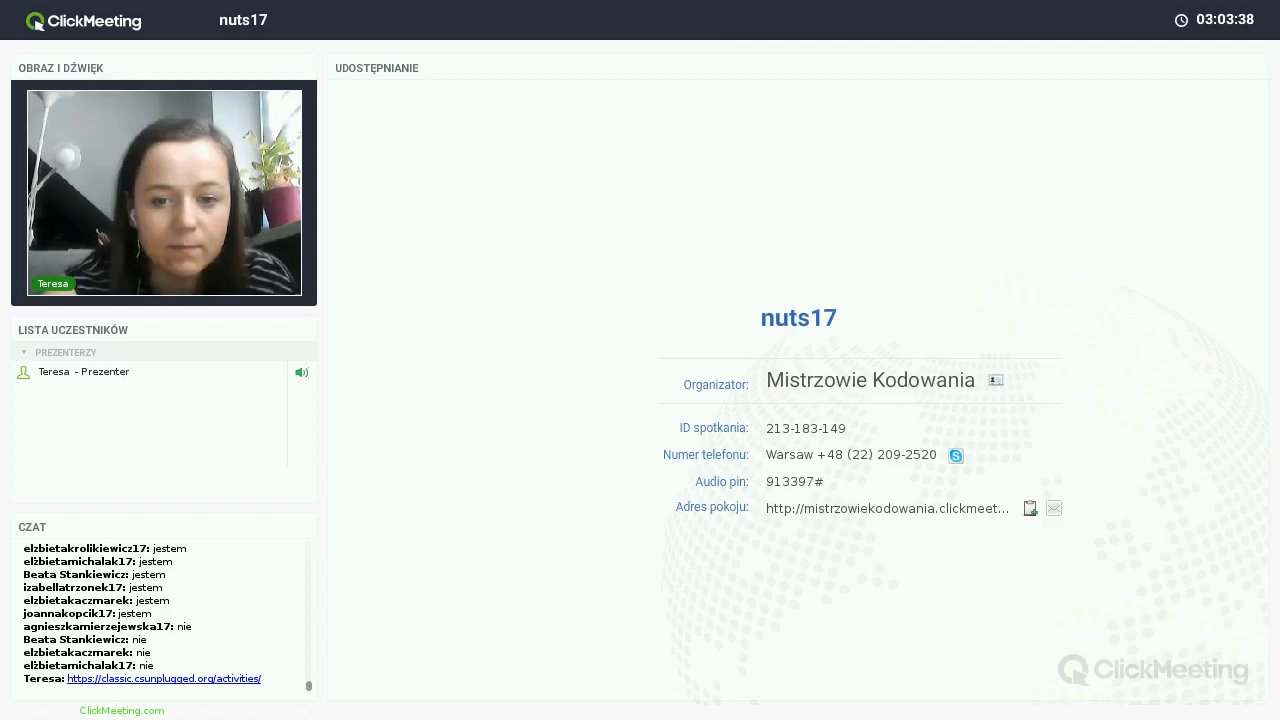 ClickMeeting
nuts17
03:03:38
OBRAZ I DŹWIĘK
Teresa
LISTA UCZESTNIKÓW
PREZENTERZY
Teresa - Prezenter
CZAT
elzbietakrolikiewicz17: jestem
elżbietamichalak17: jestem
Beata Stankiewicz: jestem
izabellatrzonek17: jestem
elzbietakaczmarek: jestem
joannakopcik17: jestem
agnieszkamierzejewska17: nie
Beata Stankiewicz: nie
elzbietakaczmarek: nie
elżbietamichalak17: nie
Teresa: https://classic.csunplugged.org/activities/
ClickMeeting.com
UDOSTĘPNIANIE
nuts17
Organizator: Mistrzowie Kodowania
ID spotkania: 213-183-149
Numer telefonu: Warsaw +48 (22) 209-2520
Audio pin: 913397#
Adres pokoju: http://mistrzowiekodowania.clickmeet...
ClickMeeting